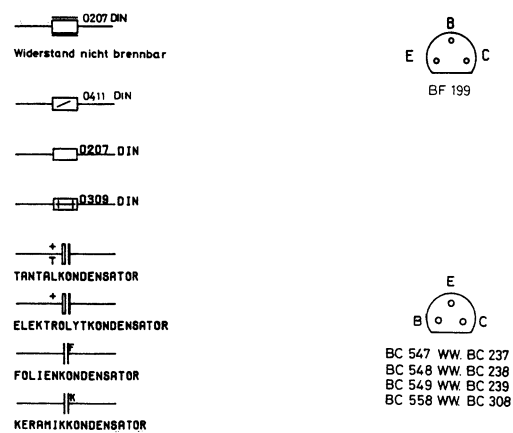 0207 DIN
Widerstand nicht brennbar
0411 DIN
0207 DIN
0309 DIN
+
T
TANTALKONDENSATOR
+
ELEKTROLYTKONDENSATOR
F
FOLIENKONDENSATOR
K
KERAMIKKONDENSATOR
B
E C
BF 199
E
B C
BC 547 WW. BC 237
BC 548 WW. BC 238
BC 549 WW. BC 239
BC 558 WW. BC 308